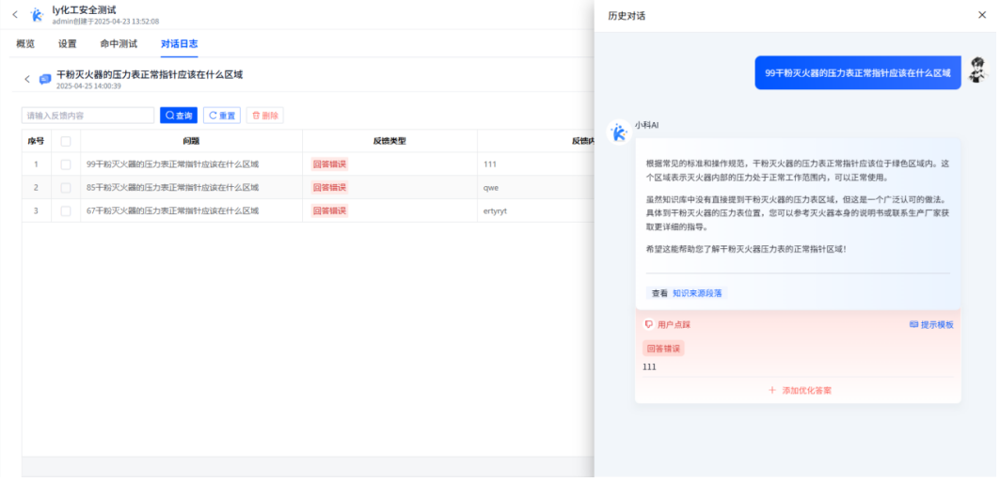 ly化工安全测试
admin创建于2025-04-23 13:52:08
概览 设置 命中测试 对话日志
干粉灭火器的压力表正常指针应该在什么区域
2025-04-25 14:00:39
请输入反馈内容 查询 重置 删除
序号 问题 反馈类型 反馈内
1 99干粉灭火器的压力表正常指针应该在什么区域 回答错误 111
2 85干粉灭火器的压力表正常指针应该在什么区域 回答错误 qwe
3 67干粉灭火器的压力表正常指针应该在什么区域 回答错误 ertyryt
历史对话
99干粉灭火器的压力表正常指针应该在什么区域
小科AI
根据常见的标准和操作规范，干粉灭火器的压力表正常指针应该位于绿色区域内。这
个区域表示灭火器内部的压力处于正常工作范围内，可以正常使用。
虽然知识库中没有直接提到干粉灭火器的压力表区域，但这是一个广泛认可的做法。
具体到干粉灭火器的压力表位置，您可以参考灭火器本身的说明书或联系生产厂家获
取更详细的指导。
希望这能帮助您了解干粉灭火器压力表的正常指针区域！
查看 知识来源段落
用户点踩 提示模板
回答错误
111
添加优化答案